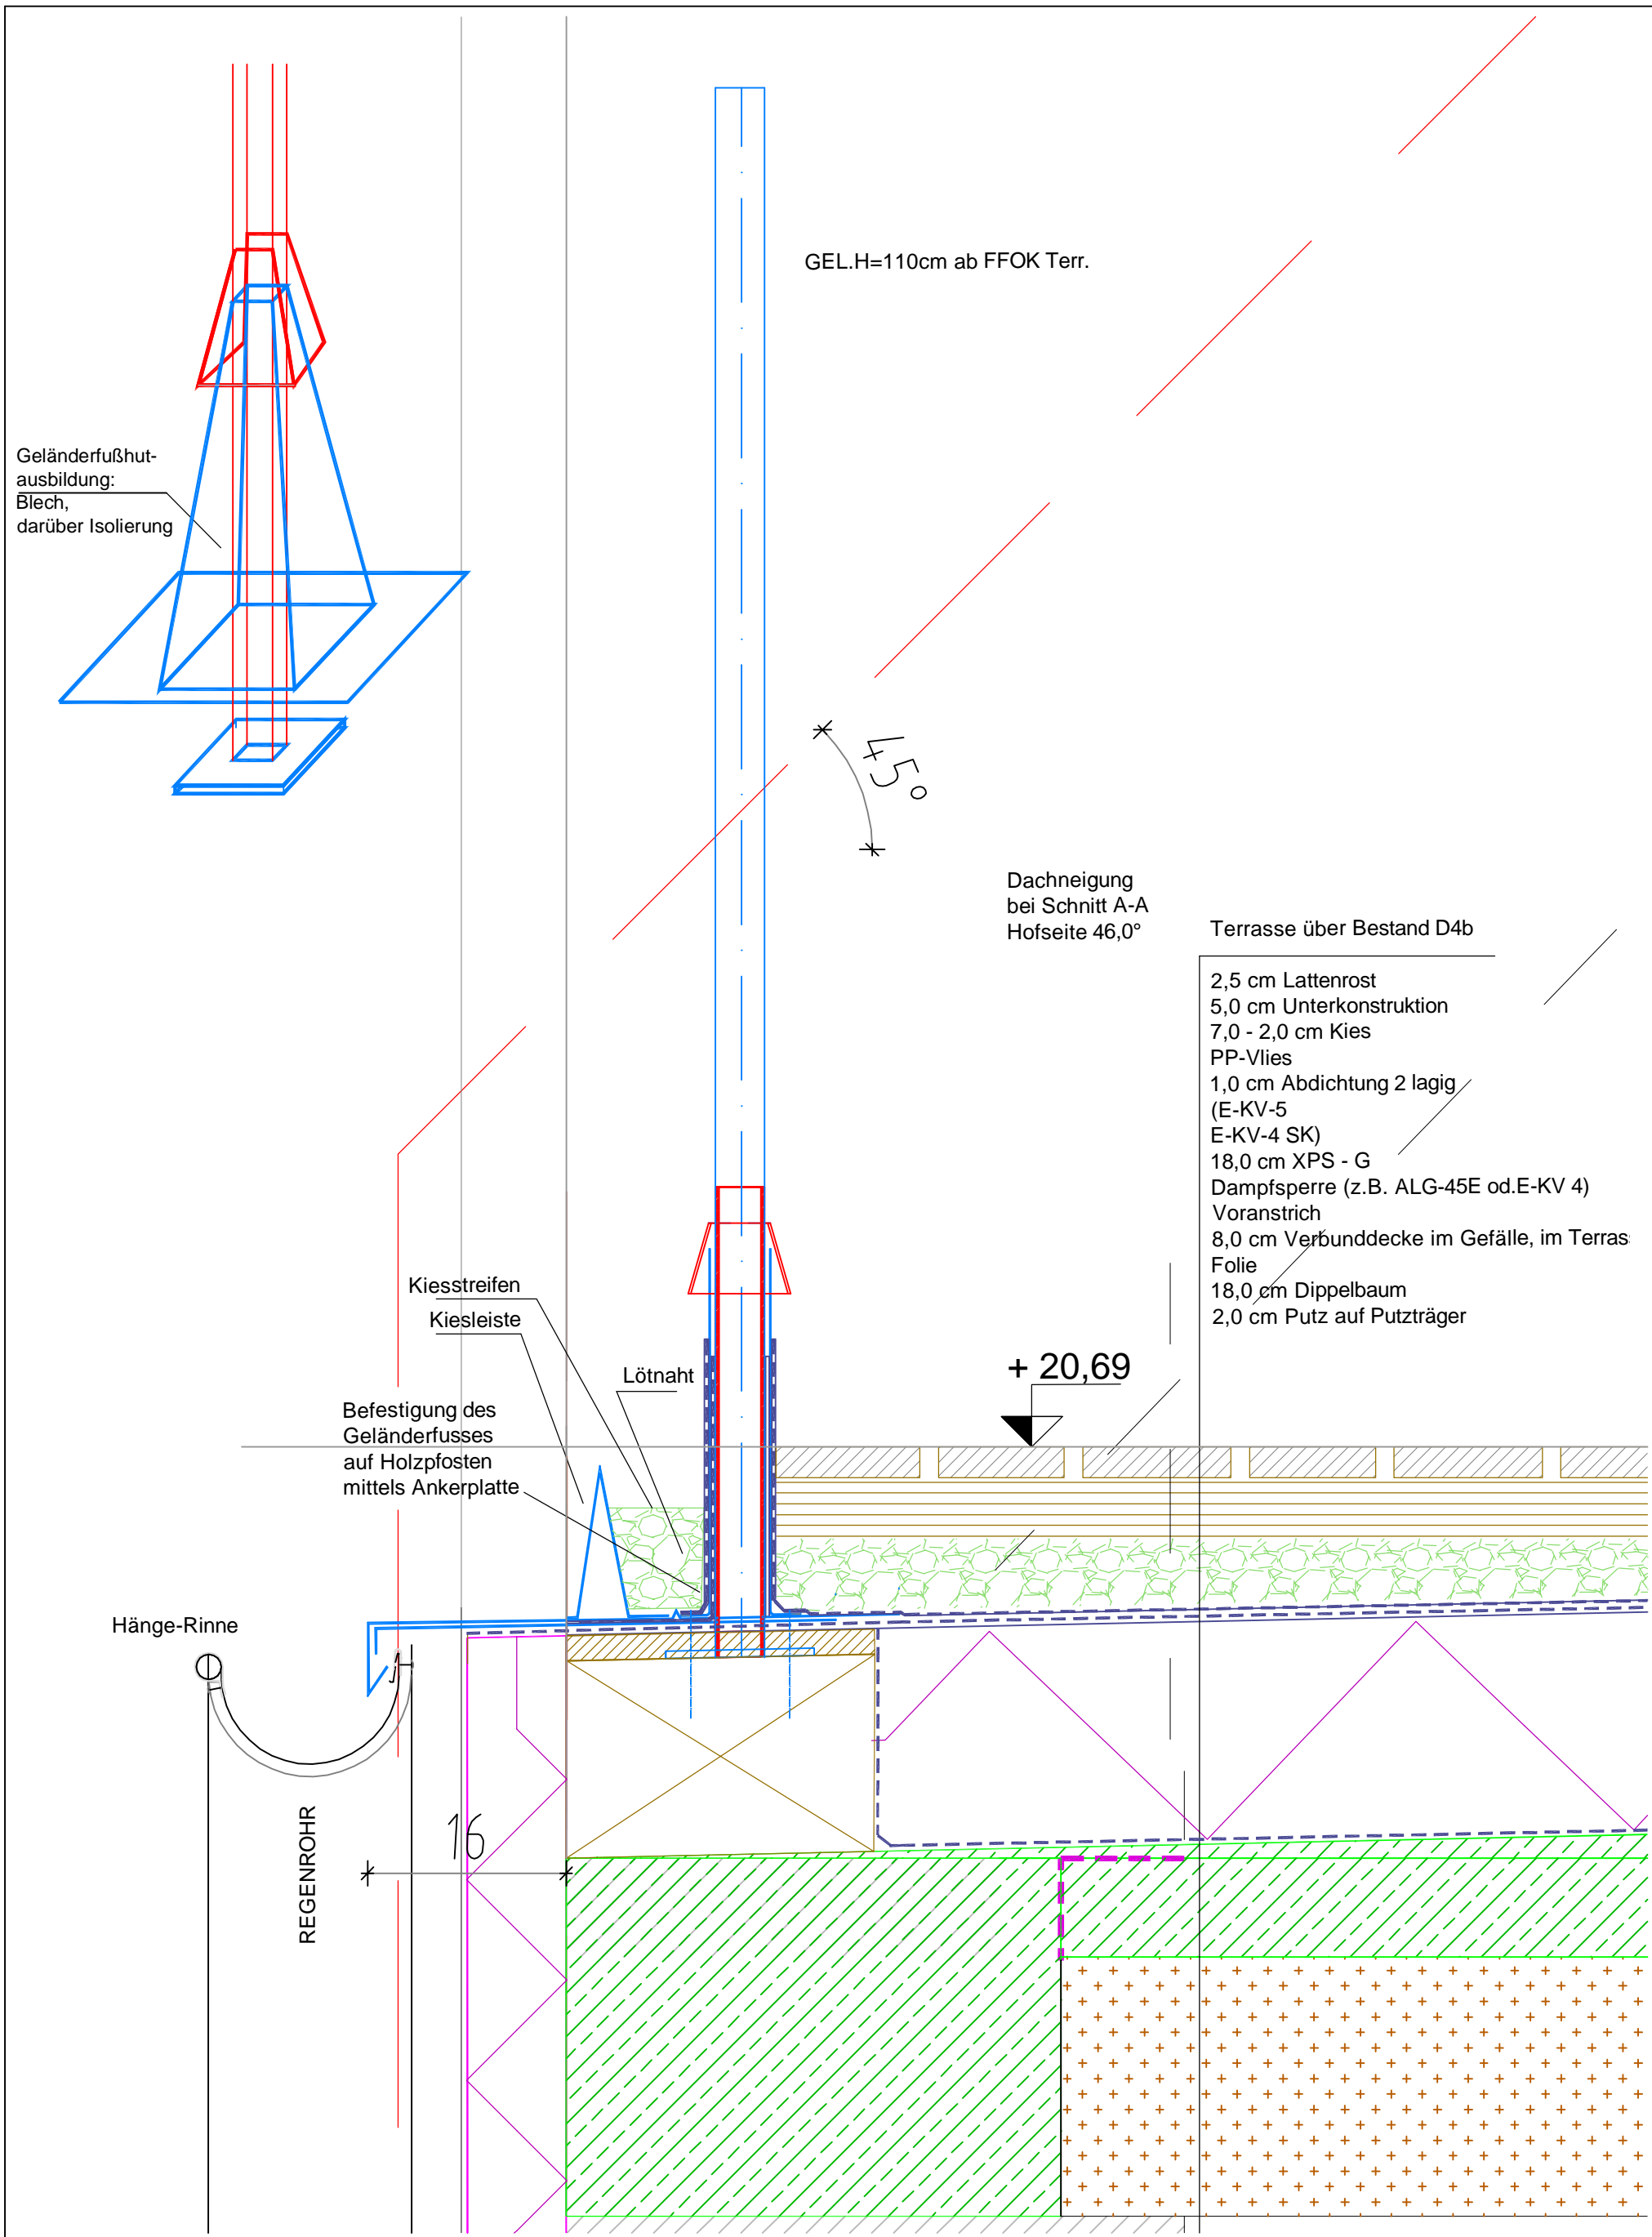 GEL.H=110cm ab FFOK Terr.
Geländerfußhut-
ausbildung:
Blech,
darüber Isolierung
45°
Dachneigung
bei Schnitt A-A
Hofseite 46,0°
Terrasse über Bestand D4b
2,5 cm Lattenrost
5,0 cm Unterkonstruktion
7,0 - 2,0 cm Kies
PP-Vlies
1,0 cm Abdichtung 2 lagig
(E-KV-5
E-KV-4 SK)
18,0 cm XPS - G
Dampfsperre (z.B. ALG-45E od.E-KV 4)
Voranstrich
8,0 cm Verbunddecke im Gefälle, im Terras
Folie
18,0 cm Dippelbaum
2,0 cm Putz auf Putzträger
Kiesstreifen
Kiesleiste
Lötnaht
+ 20,69
Befestigung des
Geländerfusses
auf Holzpfosten
mittels Ankerplatte
Hänge-Rinne
REGENROHR
16